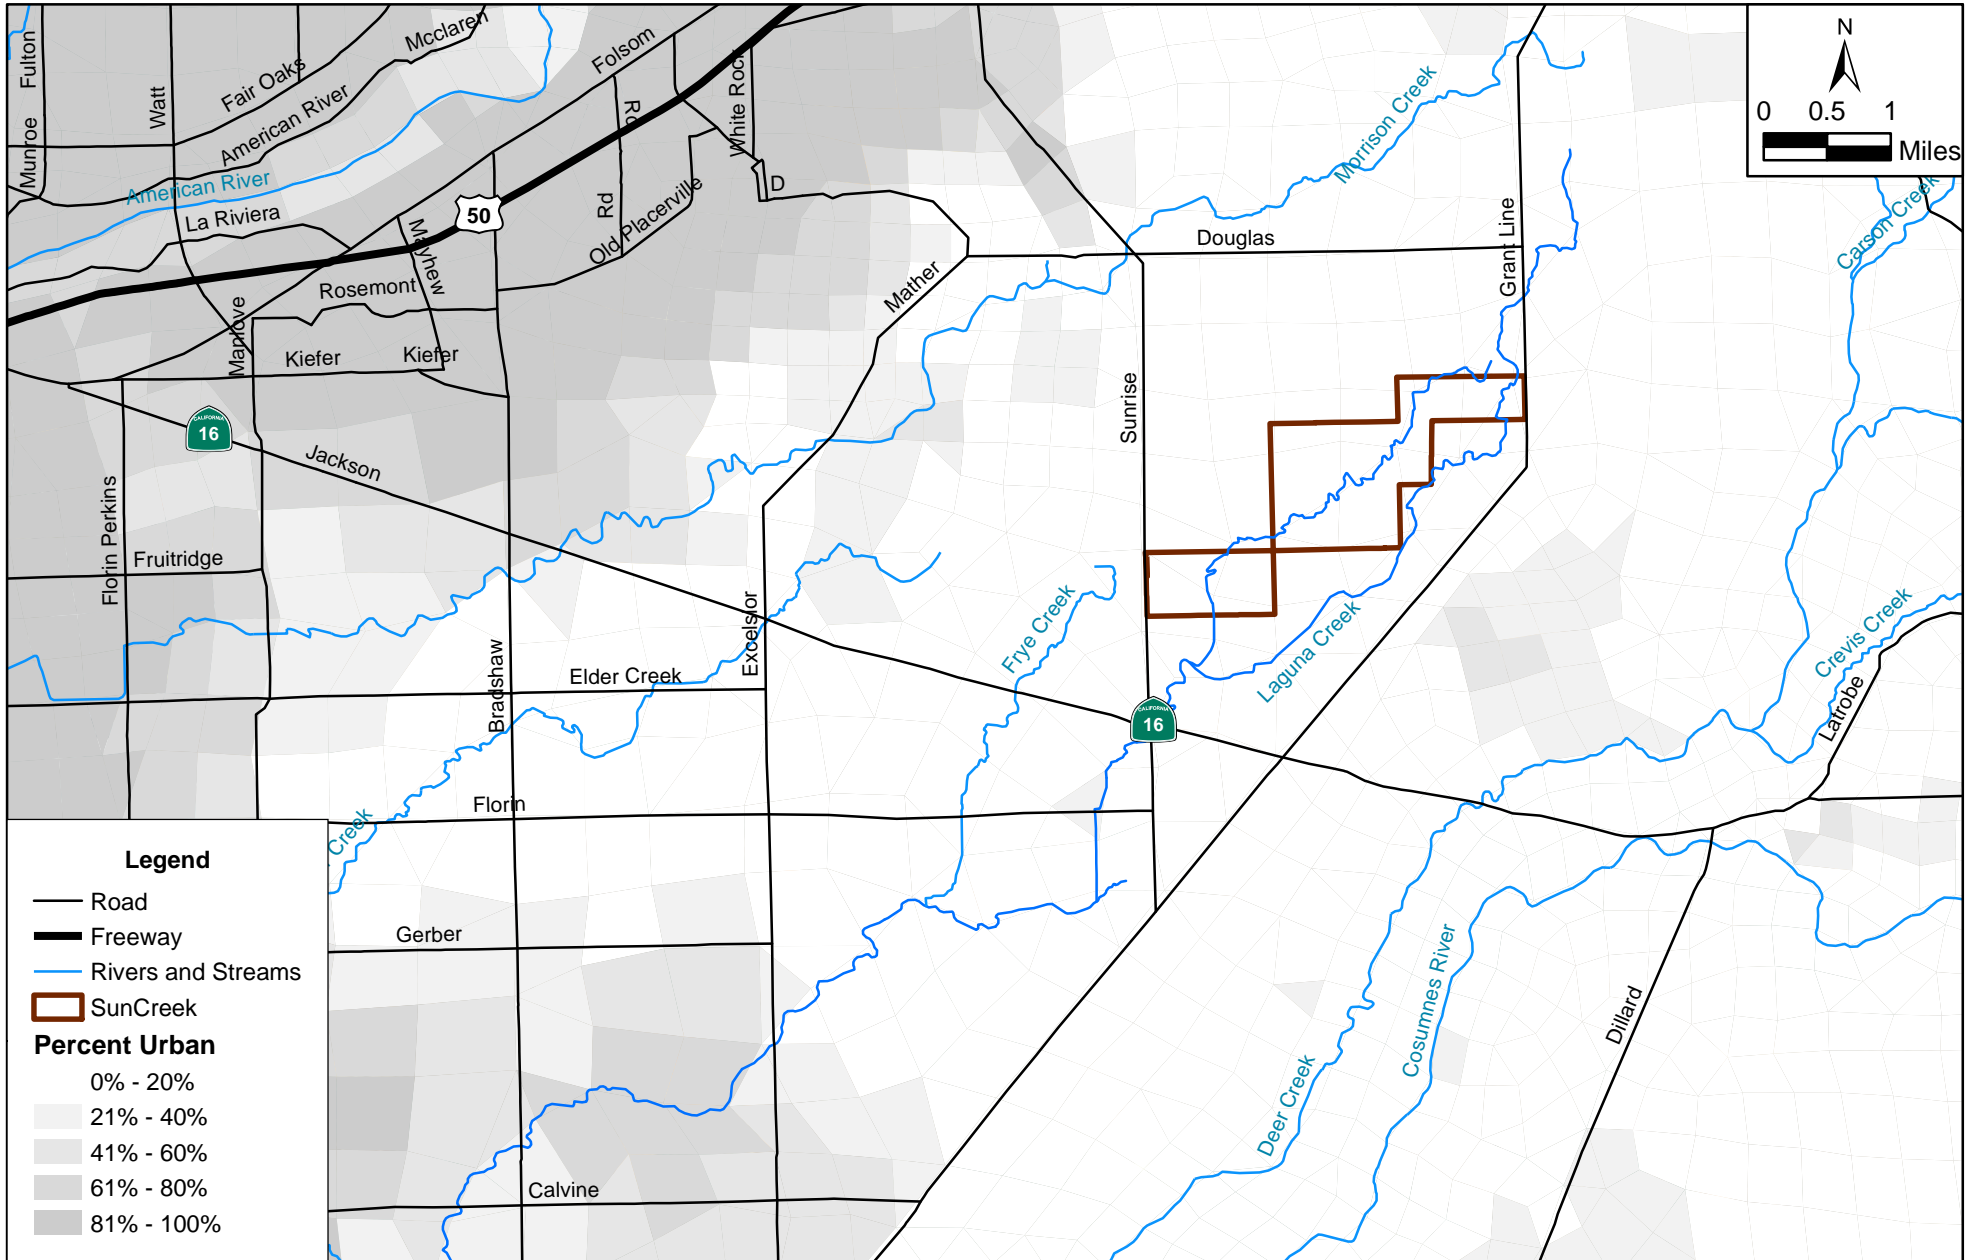 Fulton
Munroe
Watt
Fair Oaks
American River
American River
Mcclaren
La Riviera
Folsom
50
Rd
Rd
Old Placerville
White Rock
D
Mayhew
Rosemont
Manlove
Kiefer
Kiefer
CALIFORNIA
16
Jackson
Florin Perkins
Fruitridge
Mather
Douglas
Sunrise
Morrison Creek
Grant Line
N
0 0.5 1
Miles
Carson Creek
Crevis Creek
Latrobe
Frye Creek
Laguna Creek
CALIFORNIA
16
Excelsior
Elder Creek
Bradshaw
Florin
Creek
Gerber
Calvine
Deer Creek
Cosumnes River
Dillard
Legend
Road
Freeway
Rivers and Streams
SunCreek
Percent Urban
0% - 20%
21% - 40%
41% - 60%
61% - 80%
81% - 100%